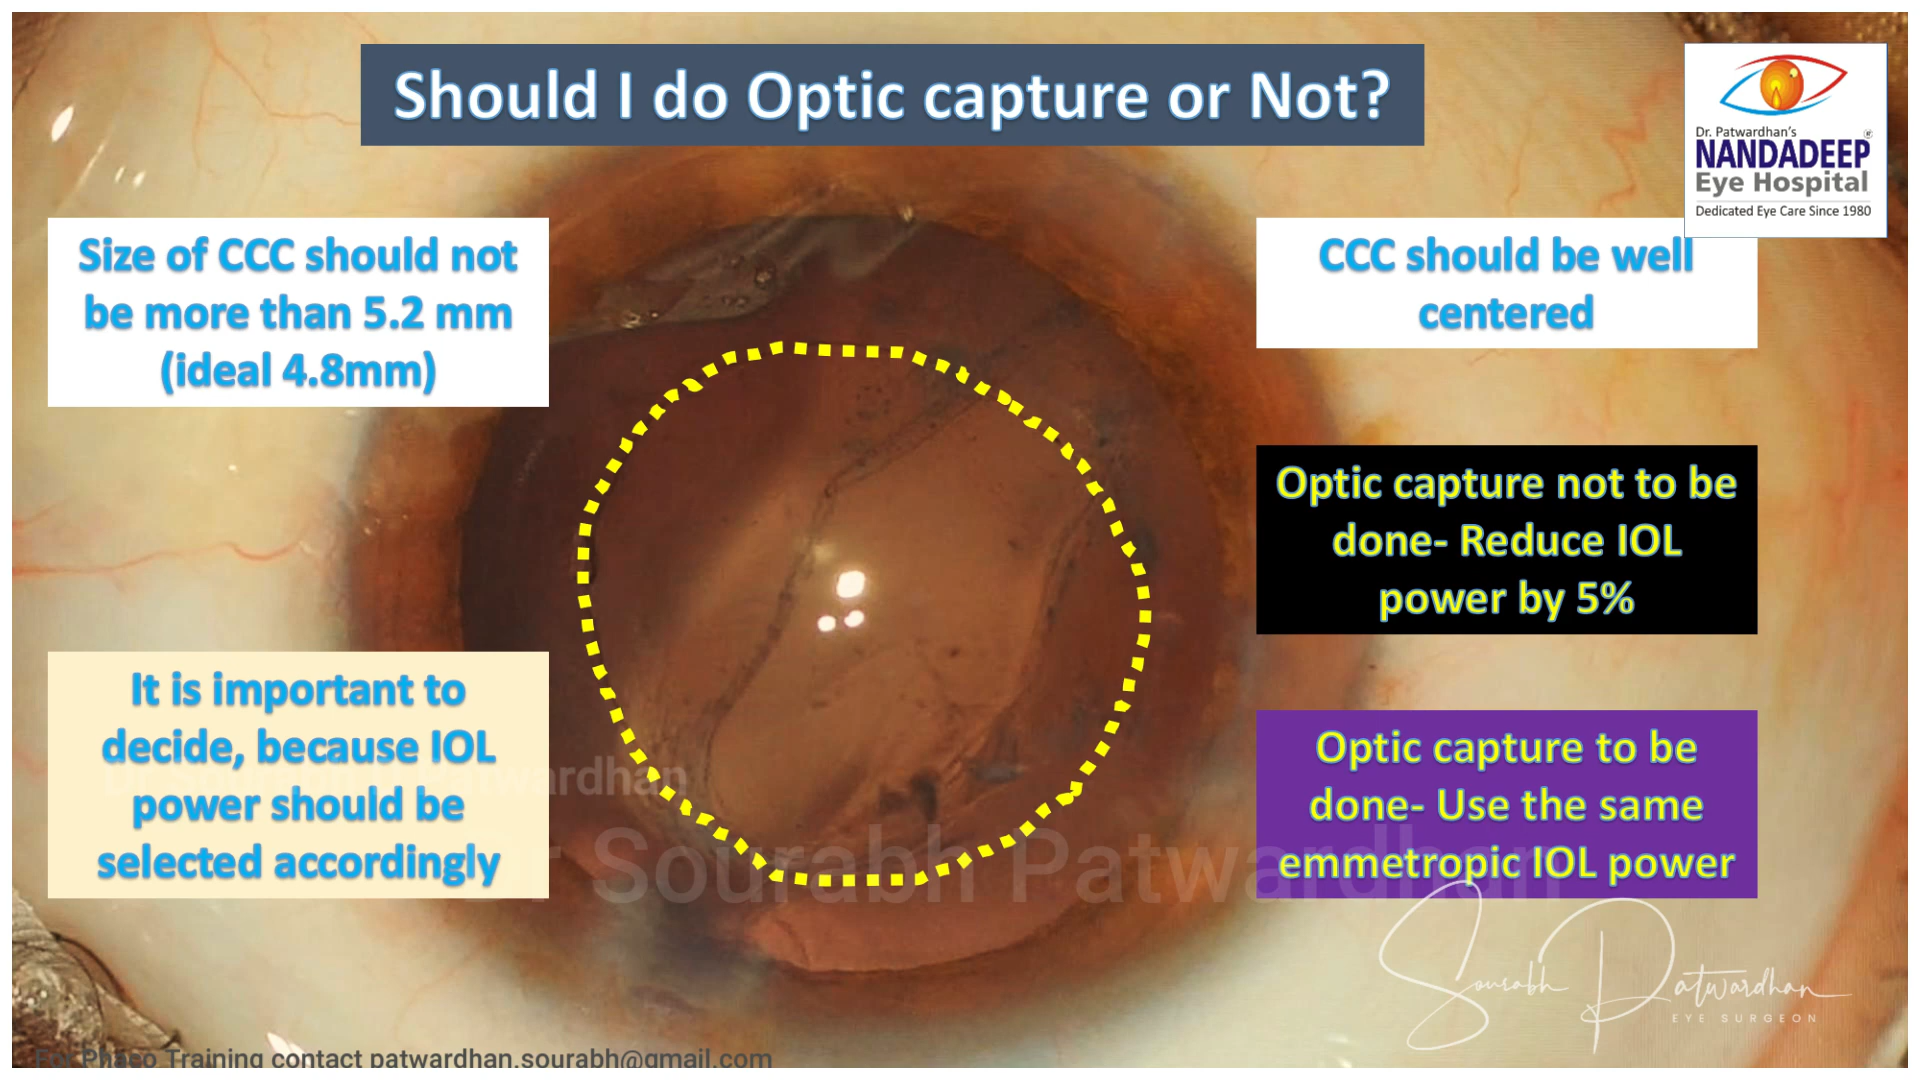 Should I do Optic capture or Not?
Dr. Patwardhan's
NANDADEEP
Eye Hospital
Dedicated Eye Care Since 1980
Size of CCC should not
be more than 5.2 mm
(ideal 4.8mm)
CCC should be well
centered
Optic capture not to be
done- Reduce IOL
power by 5%
It is important to
decide, because IOL
power should be
selected accordingly
Optic capture to be
done- Use the same
emmetropic IOL power
Dr Sourabh Patwardhan
Dr Sourabh Patwardhan
Sourabh Patwardhan
EYE SURGEON
For Phaco Training contact patwardhan.sourabh@gmail.com